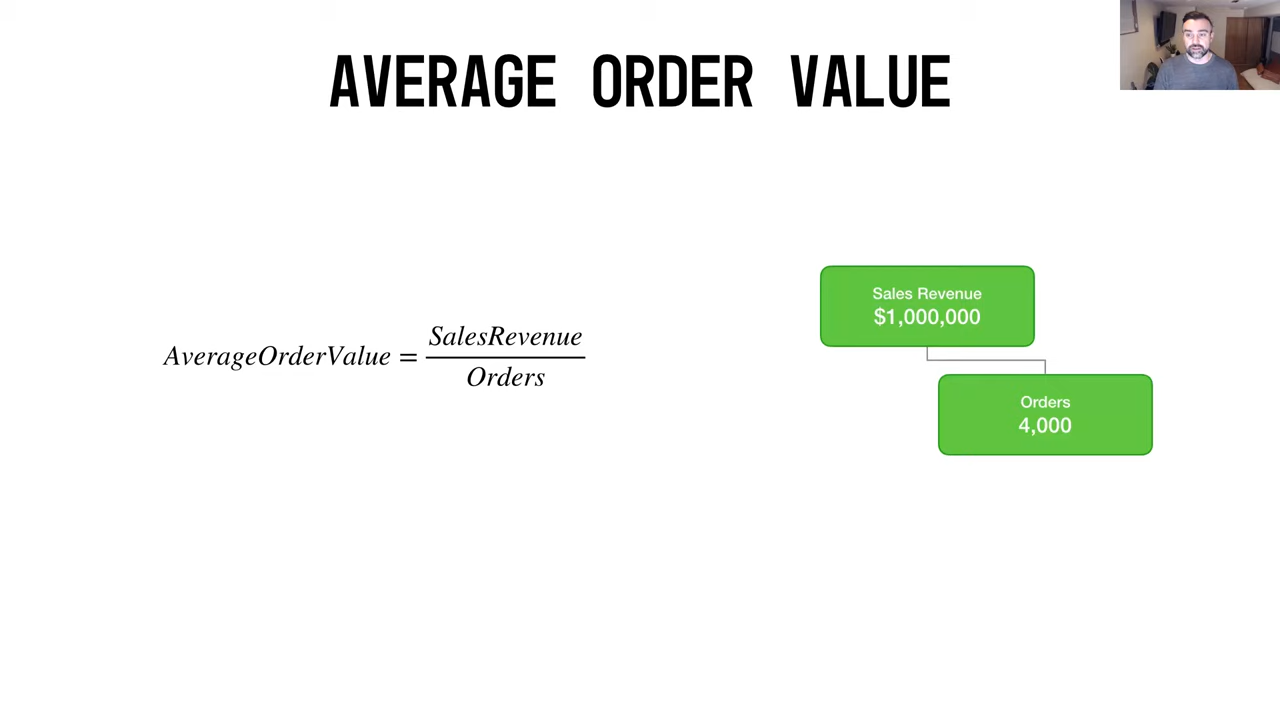 AVERAGE ORDER VALUE
AverageOrderValue = SalesRevenue / Orders
Sales Revenue
$1,000,000
Orders
4,000